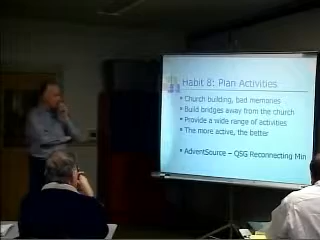 Habit 8: Plan Activities
Church building, bad memories
Build bridges away from the church
Provide a wide range of activities
The more active, the better
AdventSource – QSG Reconnecting Min